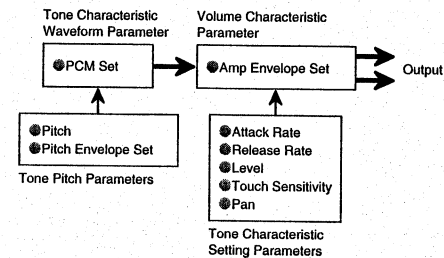 Tone Characteristic
Waveform Parameter
Volume Characteristic
Parameter
PCM Set
Amp Envelope Set
Output
Pitch
Pitch Envelope Set
Tone Pitch Parameters
Attack Rate
Release Rate
Level
Touch Sensitivity
Pan
Tone Characteristic
Setting Parameters